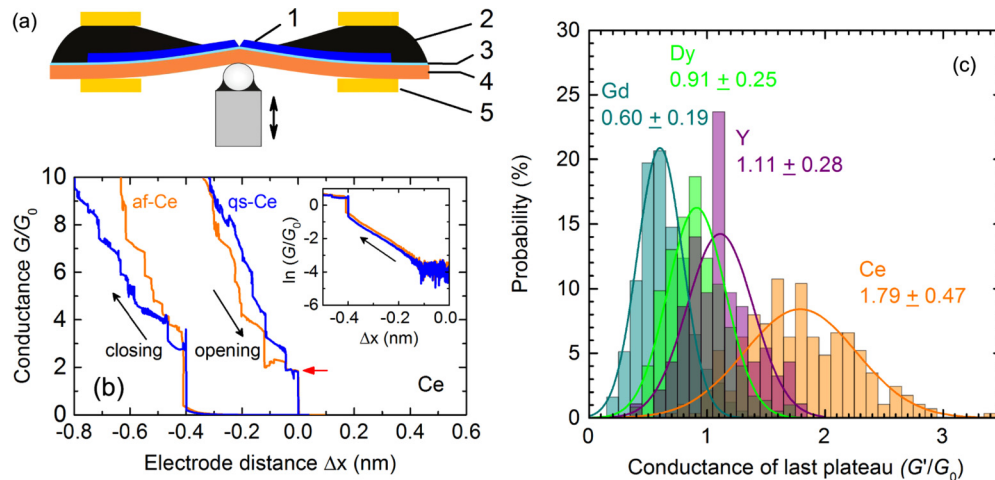 (a)
1
2
3
4
5
10
8
6
4
2
0
Conductance G/G₀
af-Ce
qs-Ce
closing
opening
(b)
Ce
-0.8 -0.6 -0.4 -0.2 0.0 0.2 0.4 0.6
Electrode distance Δx (nm)
0
-2
-4
-6
ln (G/G₀)
-0.4 -0.2 0.0
Δx (nm)
(c)
30
25
20
15
10
5
0
Probability (%)
Dy
0.91 ± 0.25
Gd
0.60 ± 0.19
Y
1.11 ± 0.28
Ce
1.79 ± 0.47
0 1 2 3
Conductance of last plateau (G'/G₀)